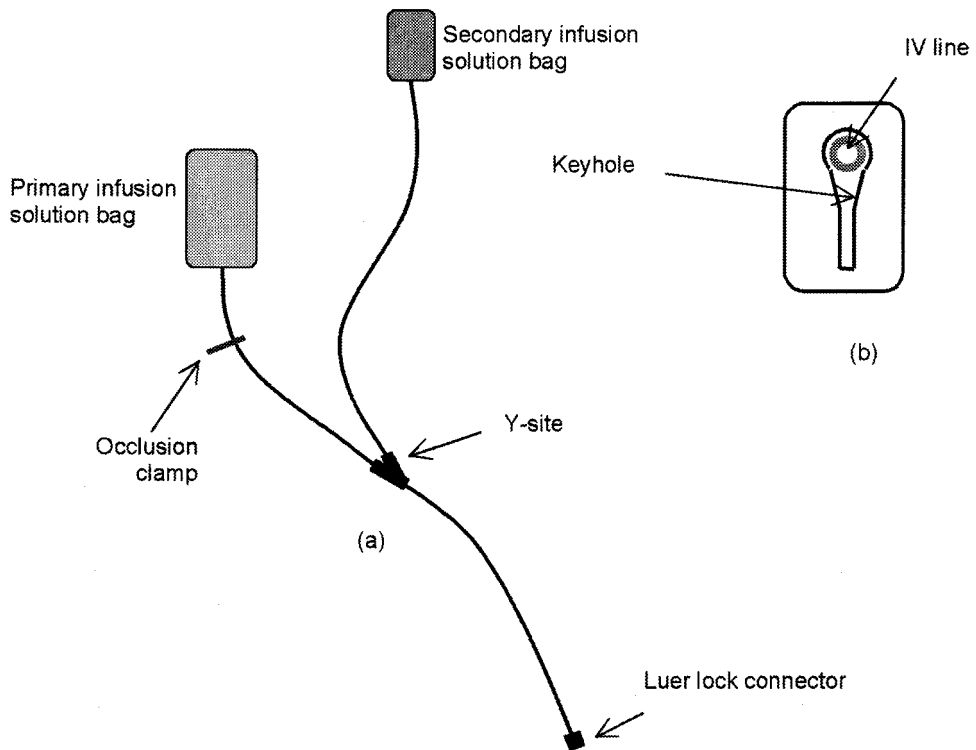 Secondary infusion
solution bag
IV line
Primary infusion
solution bag
Keyhole
Occlusion
clamp
Y-site
(a)
(b)
Luer lock connector